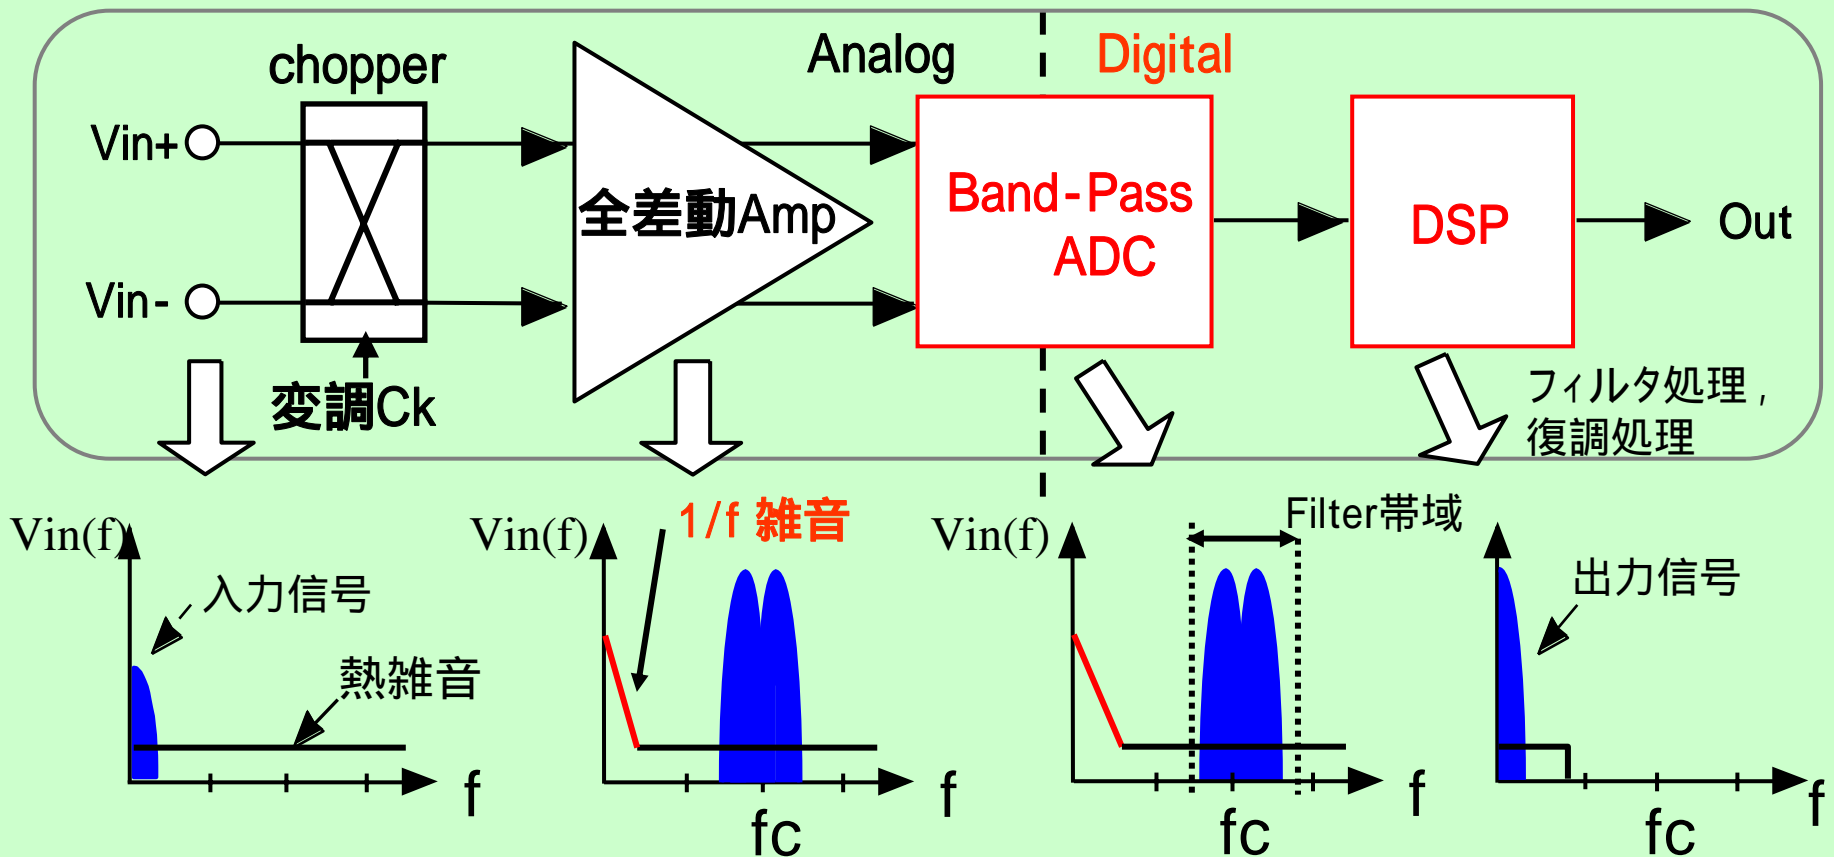 chopper
Analog
Digital
Vin+
Vin-
全差動Amp
Band-Pass
ADC
DSP
Out
変調Ck
フィルタ処理,
復調処理
Vin(f)
入力信号
熱雑音
f
Vin(f)
1/f 雑音
f
fc
Vin(f)
Filter帯域
f
fc
出力信号
f
fc